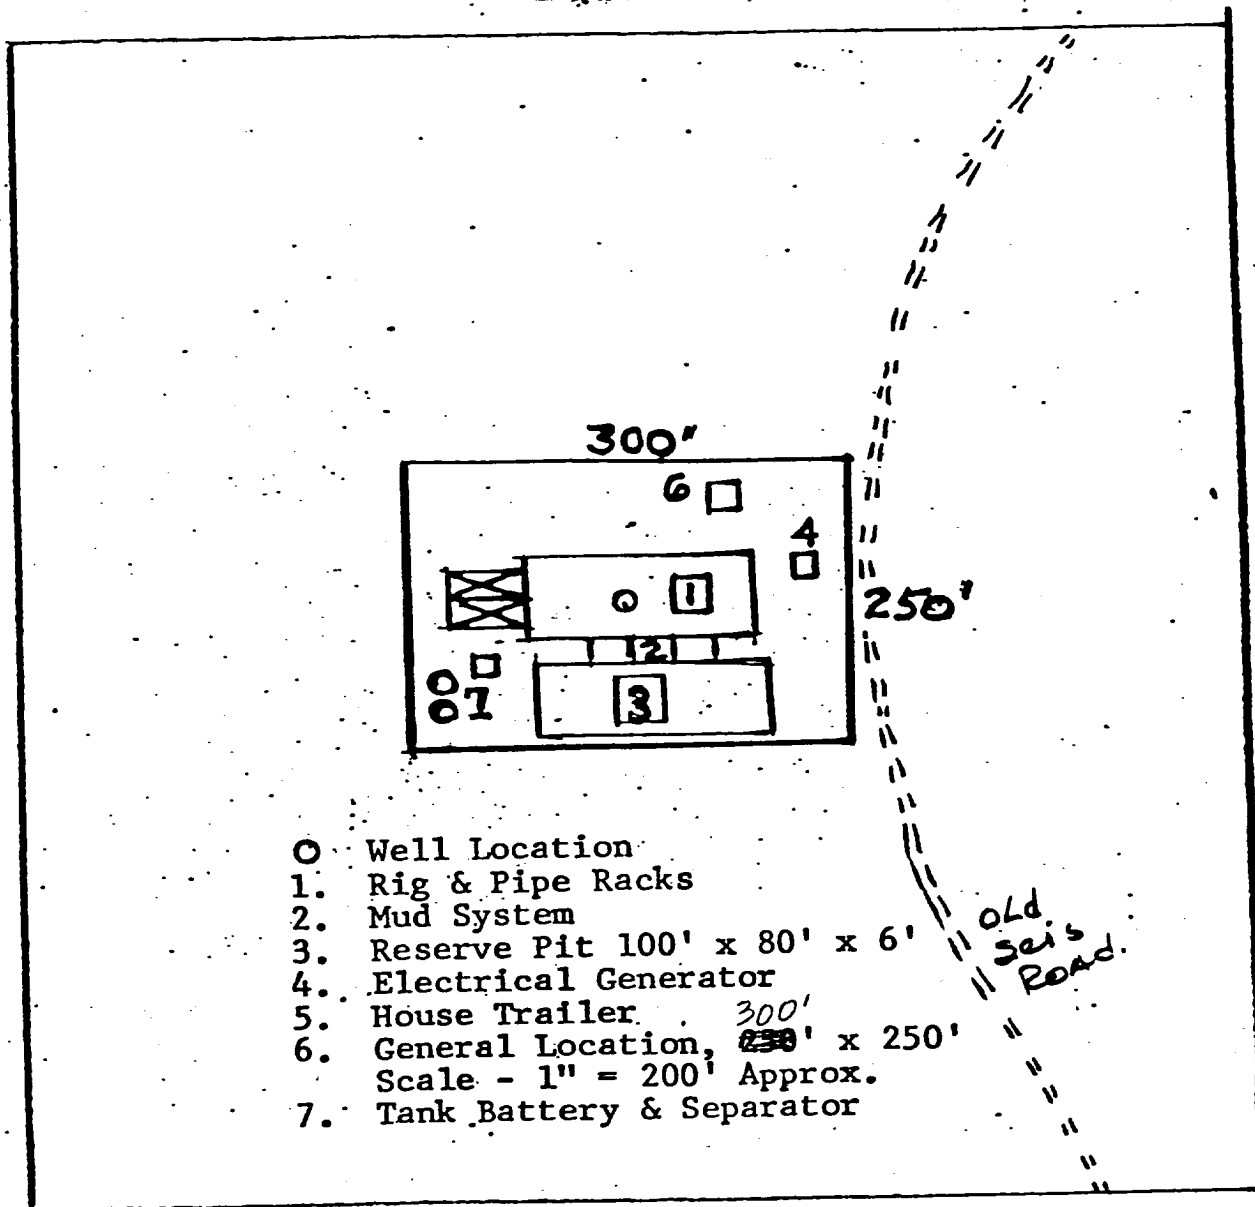 300"
6
4
1
250'
2
3
7
O Well Location
1. Rig & Pipe Racks
2. Mud System
3. Reserve Pit 100' x 80' x 6'
4. Electrical Generator
5. House Trailer
300'
6. General Location, ' x 250'
Scale - 1" = 200' Approx.
7. Tank Battery & Separator
OLd
Seis
ROAd.